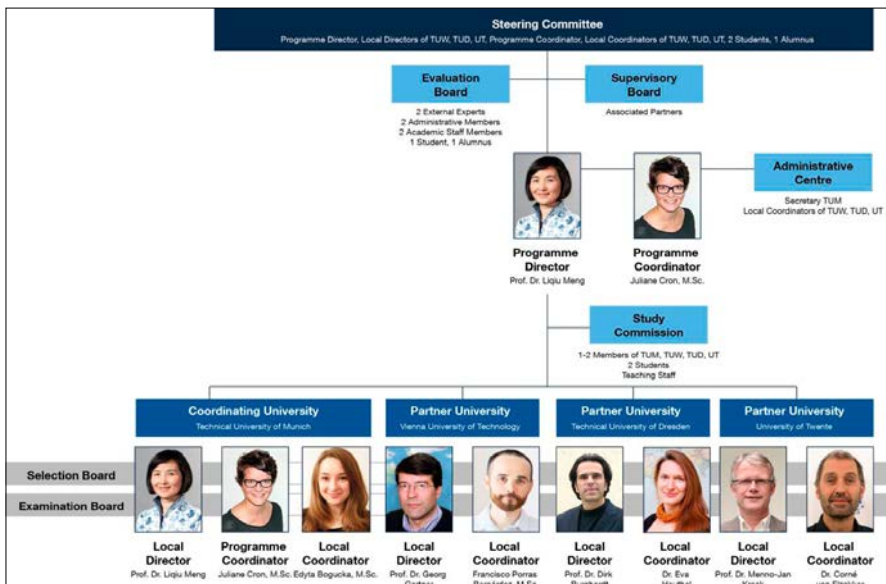 Steering Committee
Programme Director, Local Directors of TUW, TUD, UT, Programme Coordinator, Local Coordinators of TUW, TUD, UT, 2 Students, 1 Alumnus
Evaluation
Board
2 External Experts
2 Administrative Members
2 Academic Staff Members
1 Student, 1 Alumnus
Supervisory
Board
Associated Partners
Administrative
Centre
Secretary TUM
Local Coordinators of TUW, TUD, UT
Programme
Director
Prof. Dr. Liqiu Meng
Programme
Coordinator
Juliane Cron, M.Sc.
Study
Commission
1-2 Members of TUM, TUW, TUD, UT
2 Students
Teaching Staff
Coordinating University
Technical University of Munich
Partner University
Vienna University of Technology
Partner University
Technical University of Dresden
Partner University
University of Twente
Selection Board
Examination Board
Local
Director
Prof. Dr. Liqiu Meng
Programme
Coordinator
Juliane Cron, M.Sc.
Local
Coordinator
Edyta Bogucka, M.Sc.
Local
Director
Prof. Dr. Georg
Local
Coordinator
Francisco Porras
Local
Director
Prof. Dr. Dirk
Local
Coordinator
Dr. Eva
Local
Director
Prof. Dr. Menno-Jan
Local
Coordinator
Dr. Corné